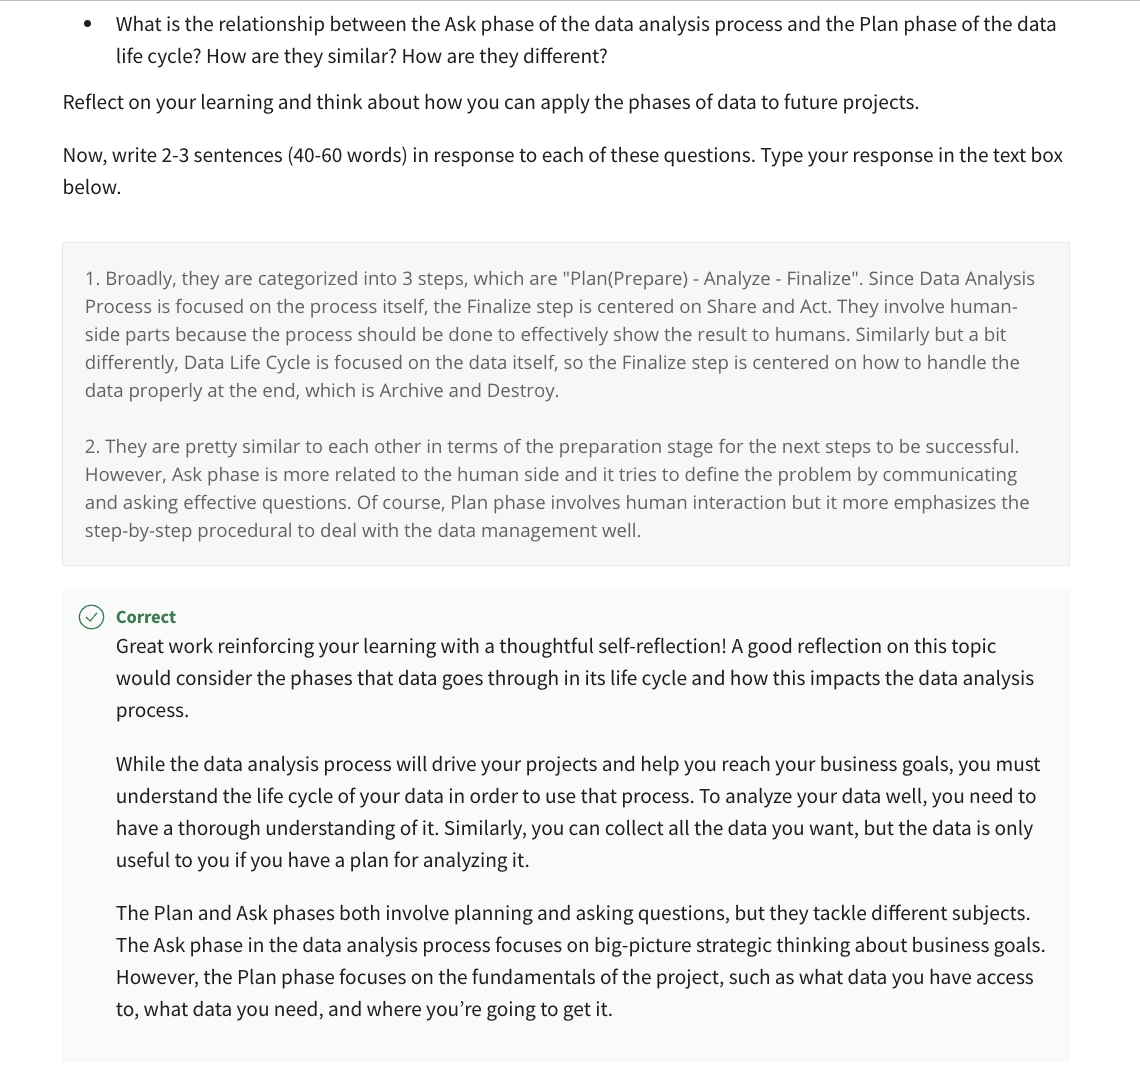 • What is the relationship between the Ask phase of the data analysis process and the Plan phase of the data
life cycle? How are they similar? How are they different?
Reflect on your learning and think about how you can apply the phases of data to future projects.
Now, write 2-3 sentences (40-60 words) in response to each of these questions. Type your response in the text box
below.
1. Broadly, they are categorized into 3 steps, which are "Plan(Prepare) - Analyze - Finalize". Since Data Analysis
Process is focused on the process itself, the Finalize step is centered on Share and Act. They involve human-
side parts because the process should be done to effectively show the result to humans. Similarly but a bit
differently, Data Life Cycle is focused on the data itself, so the Finalize step is centered on how to handle the
data properly at the end, which is Archive and Destroy.
2. They are pretty similar to each other in terms of the preparation stage for the next steps to be successful.
However, Ask phase is more related to the human side and it tries to define the problem by communicating
and asking effective questions. Of course, Plan phase involves human interaction but it more emphasizes the
step-by-step procedural to deal with the data management well.
Correct
Great work reinforcing your learning with a thoughtful self-reflection! A good reflection on this topic
would consider the phases that data goes through in its life cycle and how this impacts the data analysis
process.
While the data analysis process will drive your projects and help you reach your business goals, you must
understand the life cycle of your data in order to use that process. To analyze your data well, you need to
have a thorough understanding of it. Similarly, you can collect all the data you want, but the data is only
useful to you if you have a plan for analyzing it.
The Plan and Ask phases both involve planning and asking questions, but they tackle different subjects.
The Ask phase in the data analysis process focuses on big-picture strategic thinking about business goals.
However, the Plan phase focuses on the fundamentals of the project, such as what data you have access
to, what data you need, and where you’re going to get it.